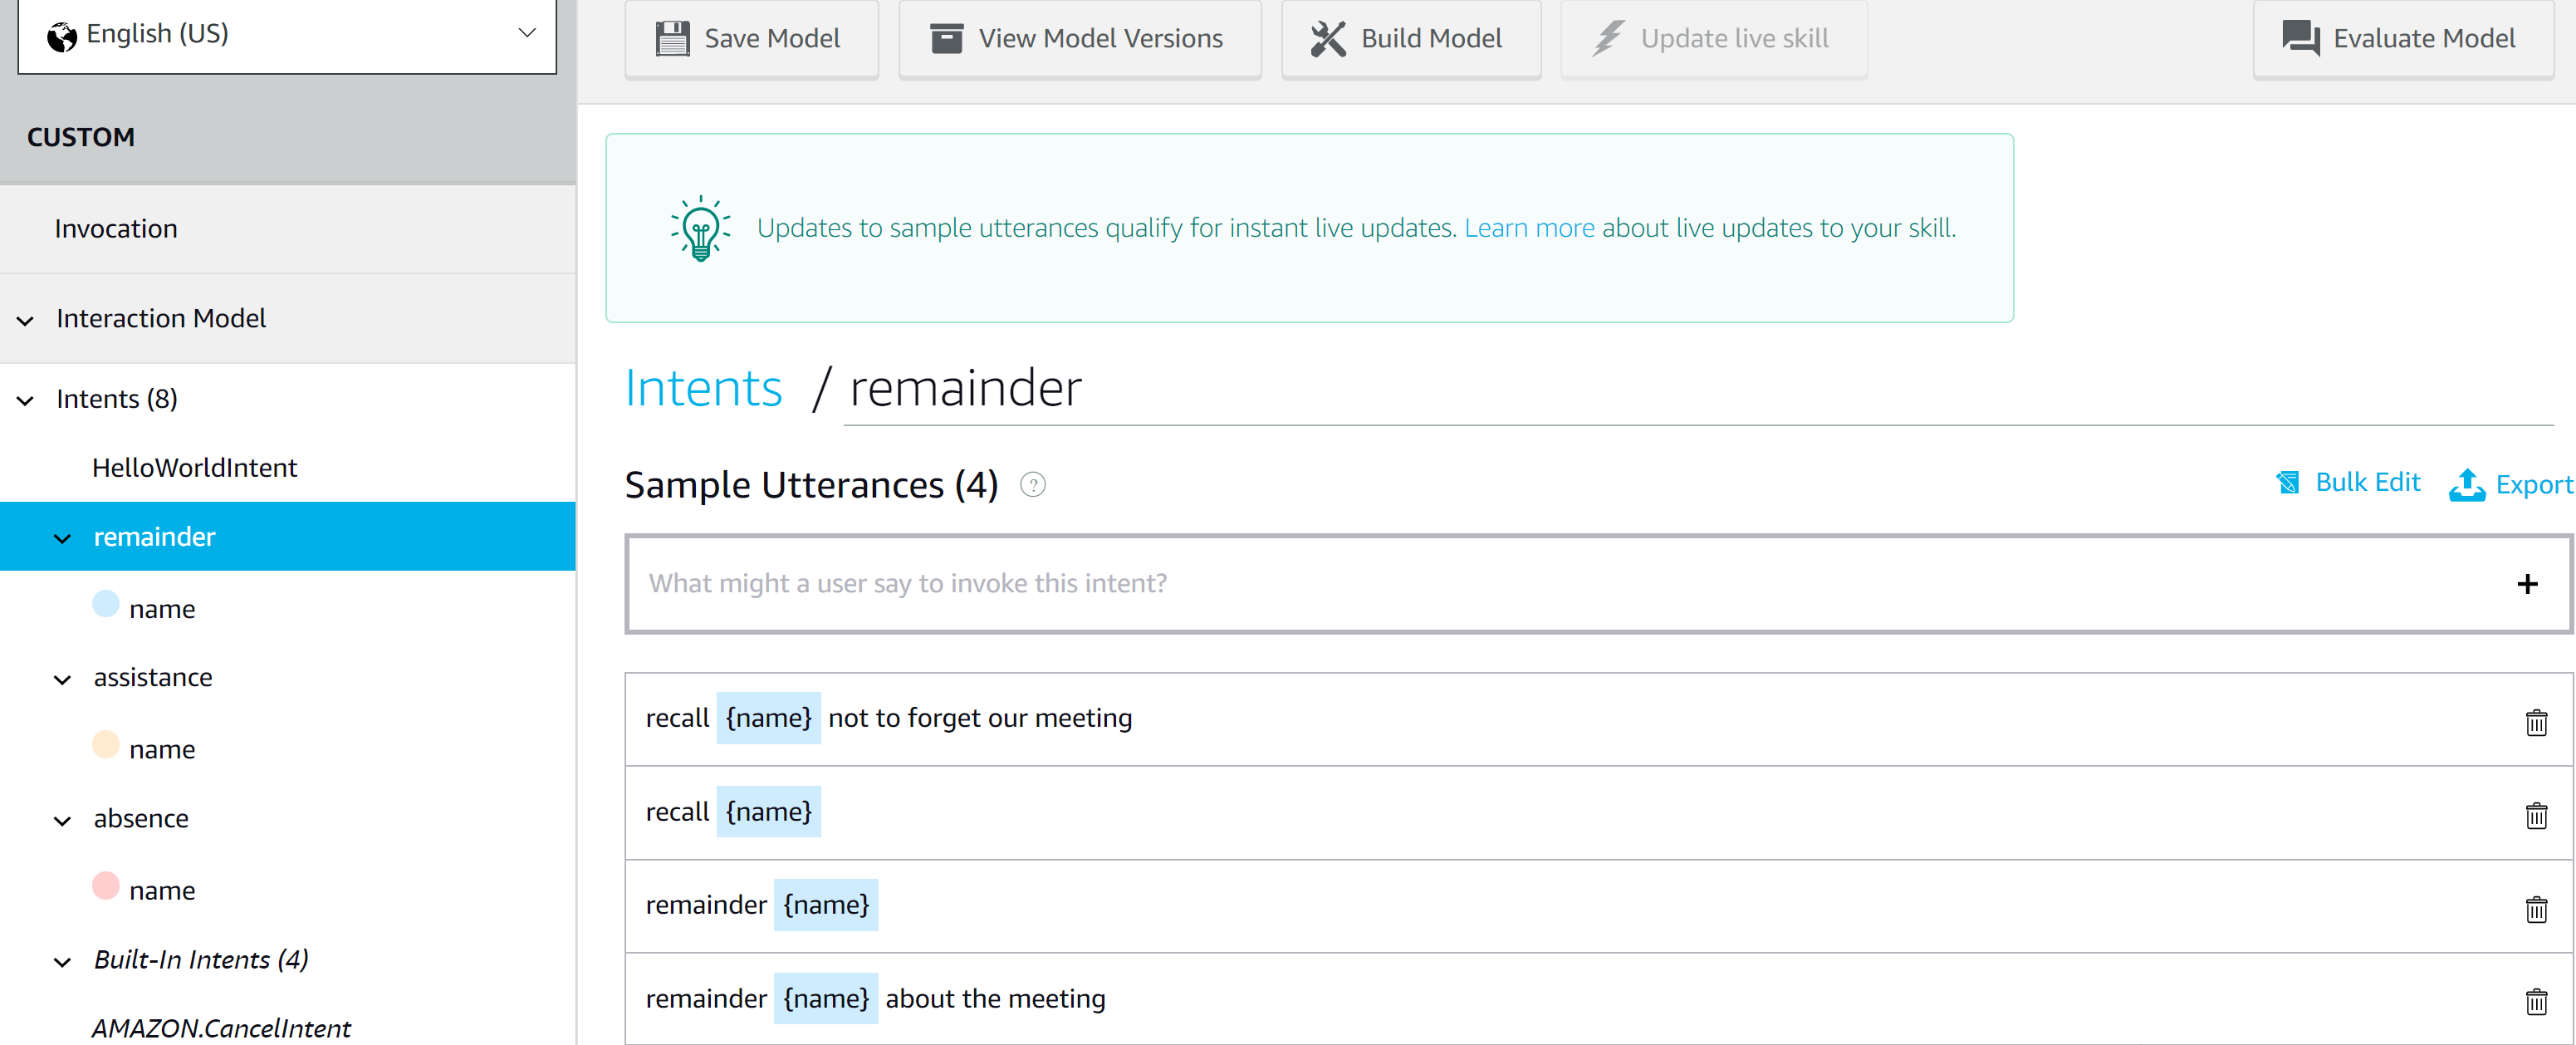 English (US)
Save Model
View Model Versions
Build Model
Update live skill
Evaluate Model
CUSTOM
Invocation
Interaction Model
Intents (8)
HelloWorldIntent
remainder
name
assistance
name
absence
name
Built-In Intents (4)
AMAZON.CancelIntent
Updates to sample utterances qualify for instant live updates. Learn more about live updates to your skill.
Intents / remainder
Sample Utterances (4) ?
Bulk Edit
Export
What might a user say to invoke this intent?
recall {name} not to forget our meeting
recall {name}
remainder {name}
remainder {name} about the meeting